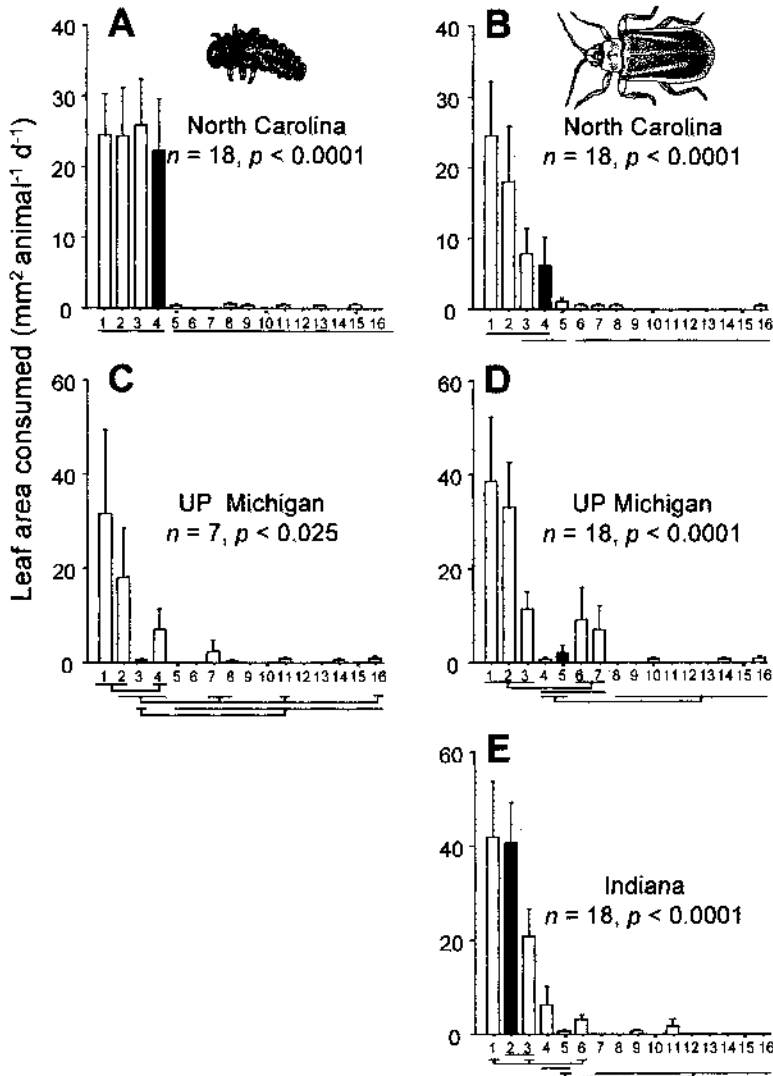 Leaf area consumed (mm² animal⁻¹ d⁻¹)
A
North Carolina
n = 18, p < 0.0001
40
30
20
10
0
1 2 3 4 5 6 7 8 9 10 11 12 13 14 15 16
B
North Carolina
n = 18, p < 0.0001
40
30
20
10
0
1 2 3 4 5 6 7 8 9 10 11 12 13 14 15 16
C
UP Michigan
n = 7, p < 0.025
60
40
20
0
1 2 3 4 5 6 7 8 9 10 11 12 13 14 15 16
D
UP Michigan
n = 18, p < 0.0001
60
40
20
0
1 2 3 4 5 6 7 8 9 10 11 12 13 14 15 16
E
Indiana
n = 18, p < 0.0001
60
40
20
0
1 2 3 4 5 6 7 8 9 10 11 12 13 14 15 16